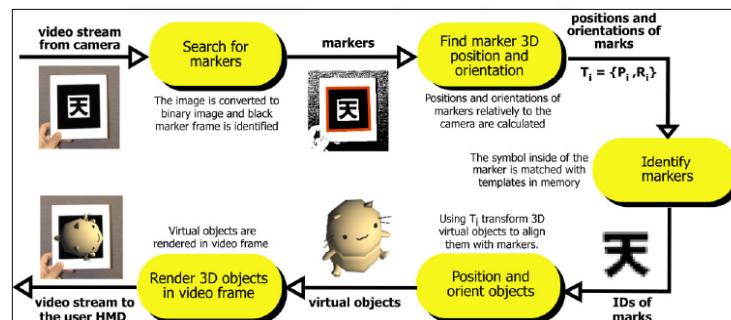 video stream
from camera
Search for
markers
The image is converted to
binary image and black
marker frame is identified
markers
Find marker 3D
position and
orientation
Positions and orientations of
markers relatively to the
camera are calculated
positions and
orientations of
marks
Ti = {Pi ,Ri}
Identify
markers
The symbol inside of the
marker is matched with
templates in memory
天
天
天
IDs of
marks
Using Ti transform 3D
virtual objects to align
them with markers.
Position and
orient objects
virtual objects
Virtual objects are
rendered in video frame
Render 3D objects
in video frame
video stream to
the user HMD